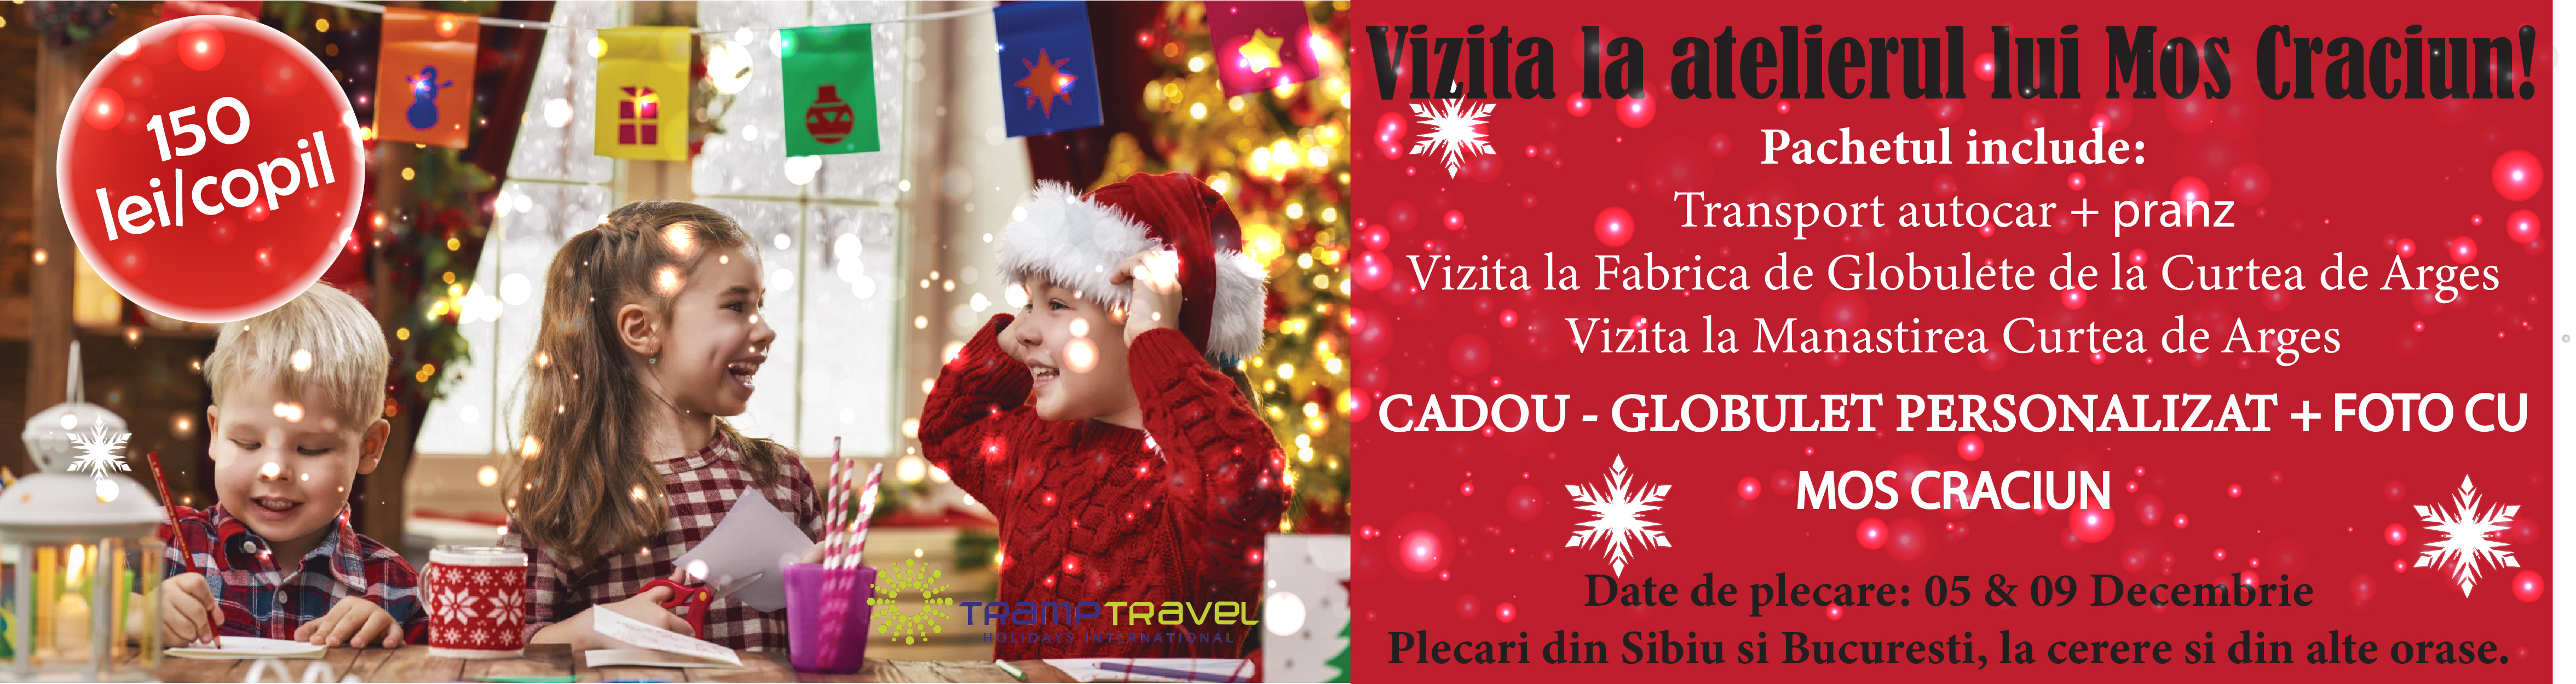 150
lei/copil
TRAMP TRAVEL
HOLIDAYS INTERNATIONAL
Vizita la atelierul lui Mos Craciun!
Pachetul include:
Transport autocar + pranz
Vizita la Fabrica de Globulete de la Curtea de Arges
Vizita la Manastirea Curtea de Arges
CADOU - GLOBULET PERSONALIZAT + FOTO CU
MOS CRACIUN
Date de plecare: 05 & 09 Decembrie
Plecari din Sibiu si Bucuresti, la cerere si din alte orase.